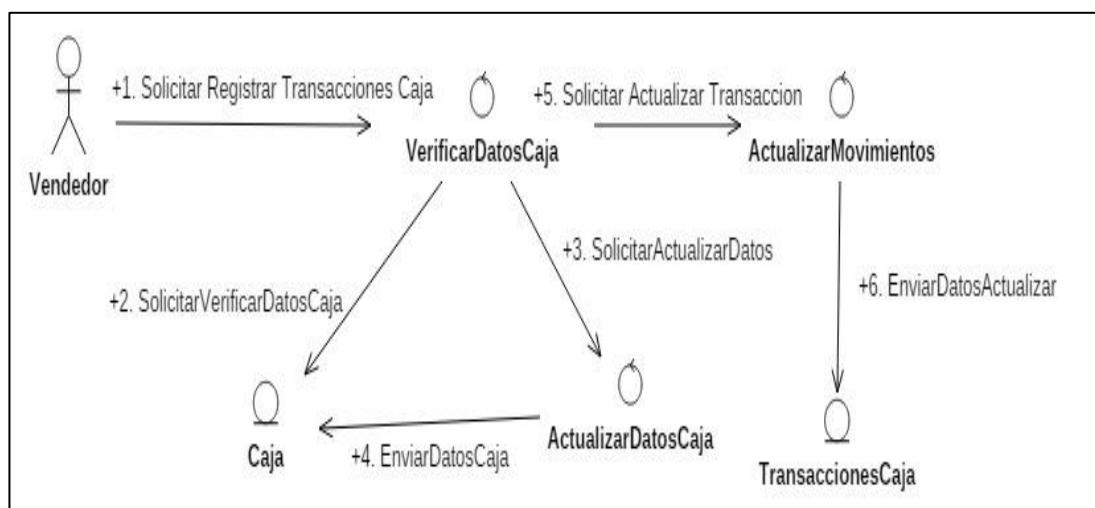 +1. Solicitar Registrar Transacciones Caja
+5. Solicitar Actualizar Transaccion
VerificarDatosCaja
ActualizarMovimientos
Vendedor
+3. SolicitarActualizarDatos
+2. SolicitarVerificarDatosCaja
+6. EnviarDatosActualizar
Caja
+4. EnviarDatosCaja
ActualizarDatosCaja
TransaccionesCaja